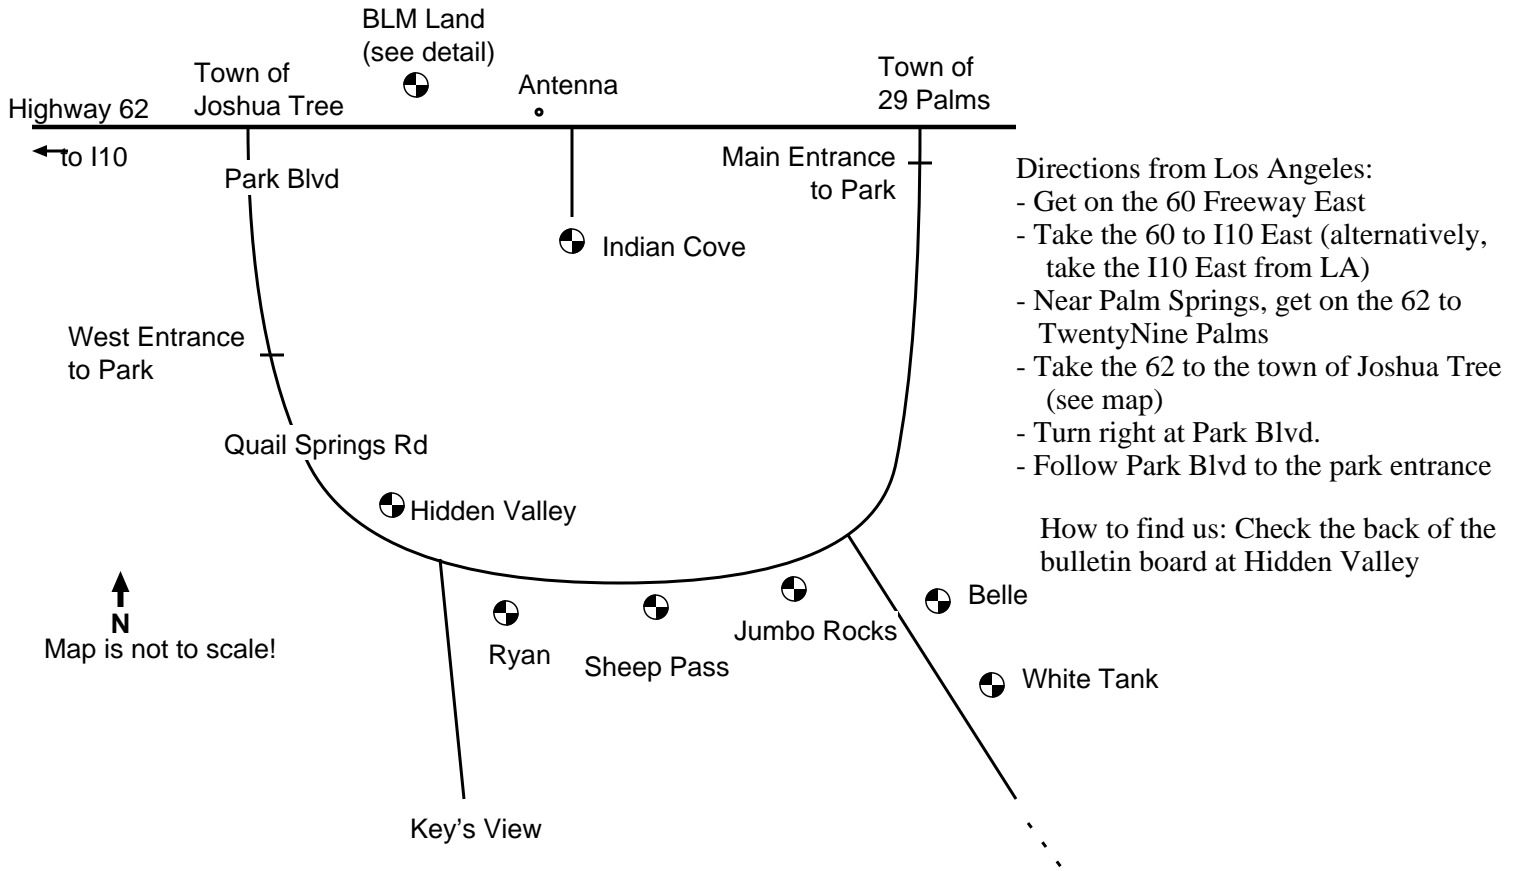 BLM Land
(see detail)
Town of
Joshua Tree
Antenna
Town of
29 Palms
Highway 62
to I10
Park Blvd
Main Entrance
to Park
Indian Cove
West Entrance
to Park
Quail Springs Rd
Hidden Valley
N
Map is not to scale!
Ryan
Sheep Pass
Jumbo Rocks
Belle
White Tank
Key's View
Directions from Los Angeles:
- Get on the 60 Freeway East
- Take the 60 to I10 East (alternatively,
take the I10 East from LA)
- Near Palm Springs, get on the 62 to
TwentyNine Palms
- Take the 62 to the town of Joshua Tree
(see map)
- Turn right at Park Blvd.
- Follow Park Blvd to the park entrance
How to find us: Check the back of the
bulletin board at Hidden Valley